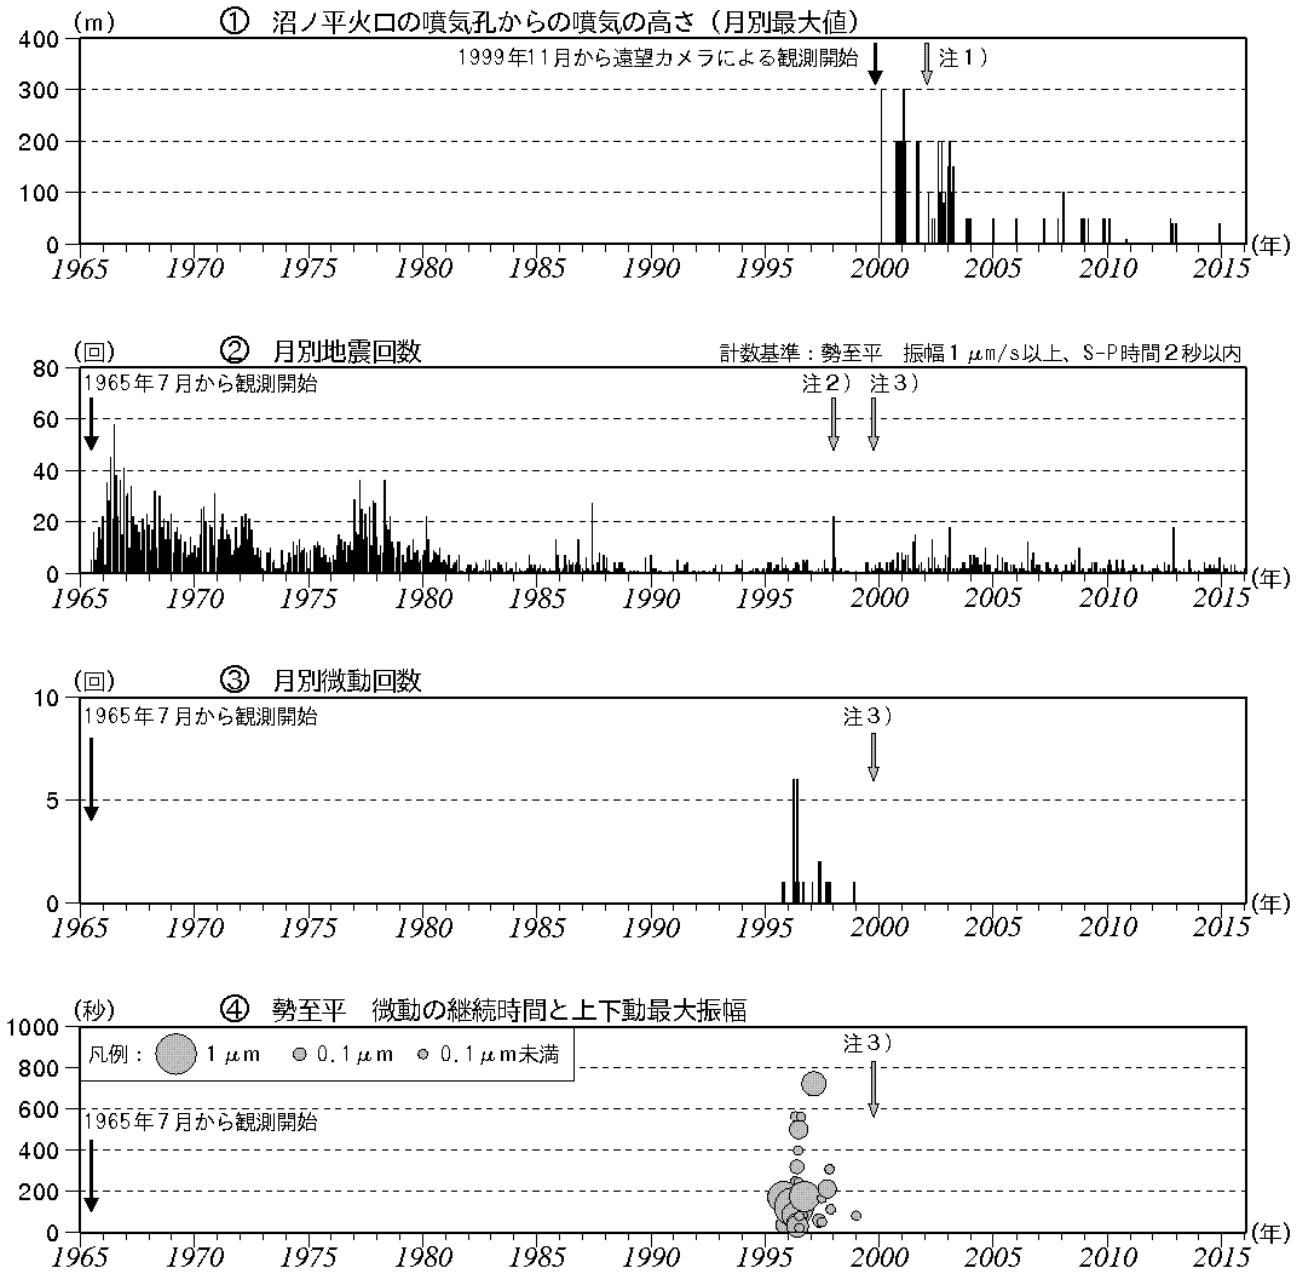 (m) ① 沼ノ平火口の噴気孔からの噴気の高さ（月別最大値）
400
1999年11月から遠望カメラによる観測開始 注1）
300
200
100
0
1965 1970 1975 1980 1985 1990 1995 2000 2005 2010 2015 (年)
(回) ② 月別地震回数 計数基準：勢至平 振幅1μm/s以上、S-P時間2秒以内
80
1965年7月から観測開始 注2） 注3）
60
40
20
0
1965 1970 1975 1980 1985 1990 1995 2000 2005 2010 2015 (年)
(回) ③ 月別微動回数
10
1965年7月から観測開始 注3）
5
0
1965 1970 1975 1980 1985 1990 1995 2000 2005 2010 2015 (年)
(秒) ④ 勢至平 微動の継続時間と上下動最大振幅
1000
凡例： 1μm 0.1μm 0.1μm未満 注3）
800
600
1965年7月から観測開始
400
200
0
1965 1970 1975 1980 1985 1990 1995 2000 2005 2010 2015 (年)